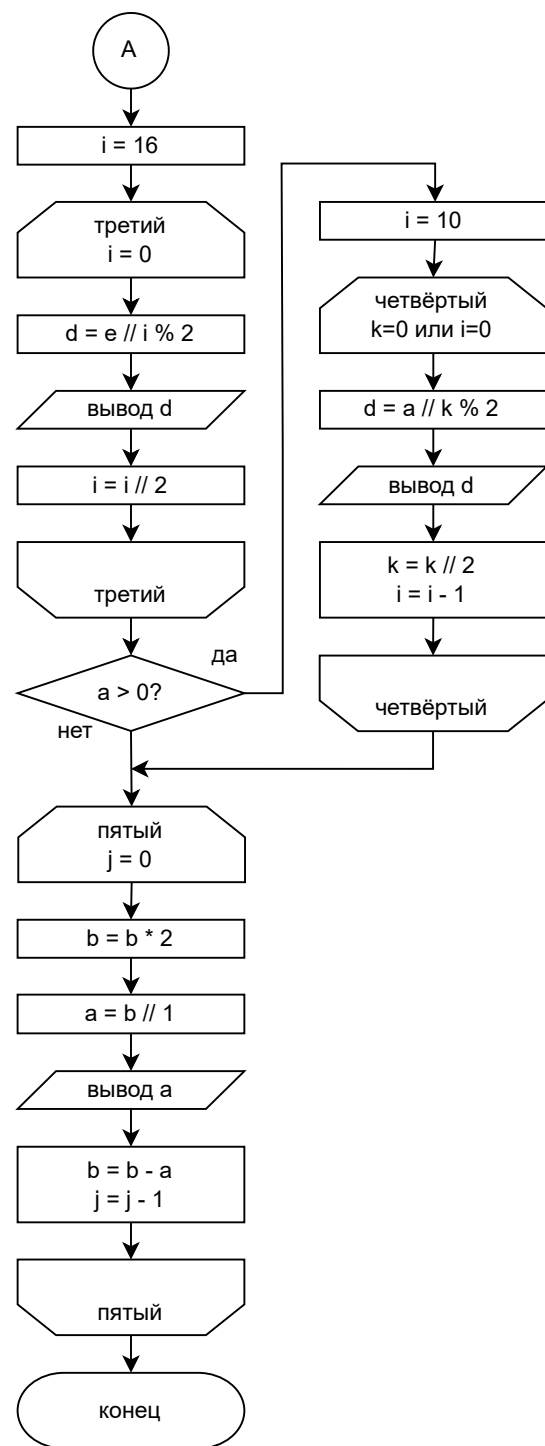 A
i = 16
третий
i = 0
d = e // i % 2
вывод d
i = i // 2
третий
a > 0?
да
нет
i = 10
четвёртый
k=0 или i=0
d = a // k % 2
вывод d
k = k // 2
i = i - 1
четвёртый
пятый
j = 0
b = b * 2
a = b // 1
вывод a
b = b - a
j = j - 1
пятый
конец